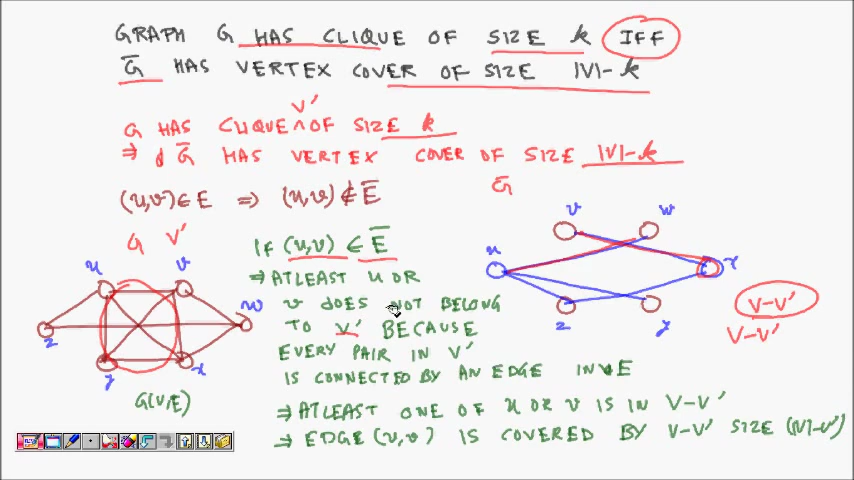 GRAPH G HAS CLIQUE OF SIZE k IFF
G̅ HAS VERTEX COVER OF SIZE |V|-k
V'
G HAS CLIQUE ^ OF SIZE k
⇒ G̅ HAS VERTEX COVER OF SIZE |V|-k
(u,v)∈E ⇒ (u,v)∉E̅
G̅
G V'
IF (u,v) ∈ E̅
⇒ ATLEAST u OR
v DOES NOT BELONG
TO V' BECAUSE
EVERY PAIR IN V'
IS CONNECTED BY AN EDGE IN E
⇒ ATLEAST ONE OF u OR v IS IN V-V'
⇒ EDGE (u,v) IS COVERED BY V-V' SIZE (|V|-V')
u v
w
z
y x
G(V,E)
v w
u
x
z y
V-V'
V-V'